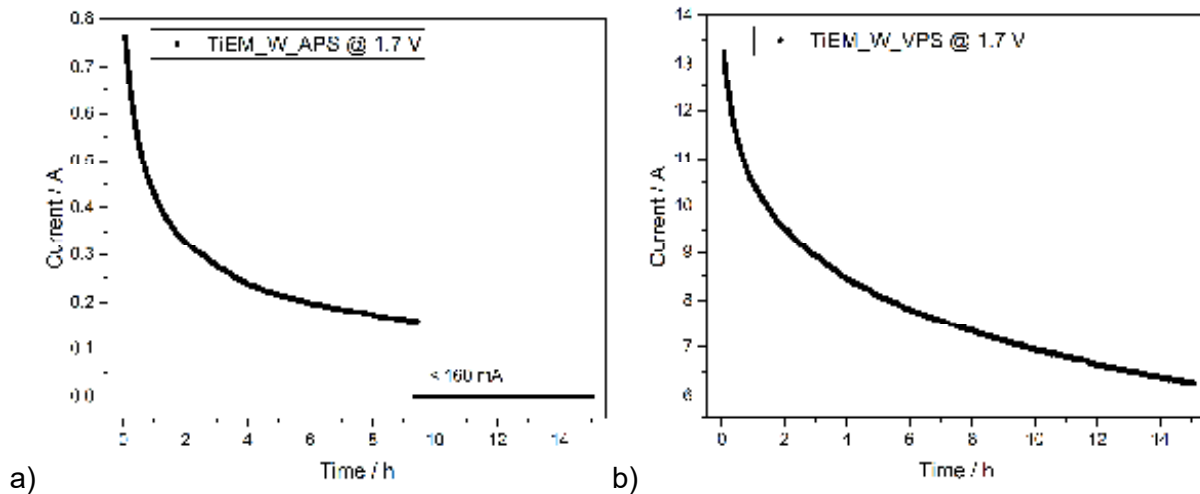 TiEM_W_APS @ 1.7 V
0.8
0.7
0.6
0.5
0.4
0.3
0.2
0.1
0.0
Current / A
< 160 mA
0 2 4 6 8 10 12 14
Time / h
a)
TiEM_W_VPS @ 1.7 V
14
13
12
11
10
9
8
7
6
Current / A
0 2 4 6 8 10 12 14
Time / h
b)